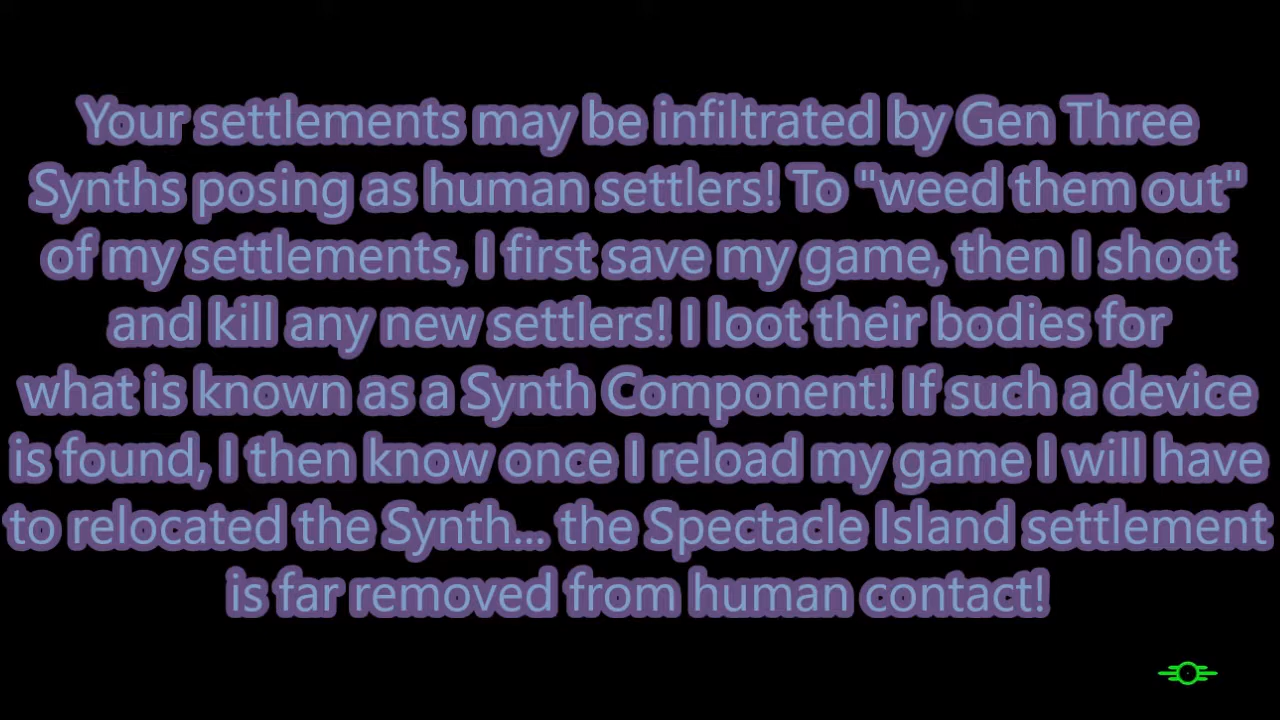 Your settlements may be infiltrated by Gen Three
Synths posing as human settlers! To "weed them out"
of my settlements, I first save my game, then I shoot
and kill any new settlers! I loot their bodies for
what is known as a Synth Component! If such a device
is found, I then know once I reload my game I will have
to relocated the Synth... the Spectacle Island settlement
is far removed from human contact!